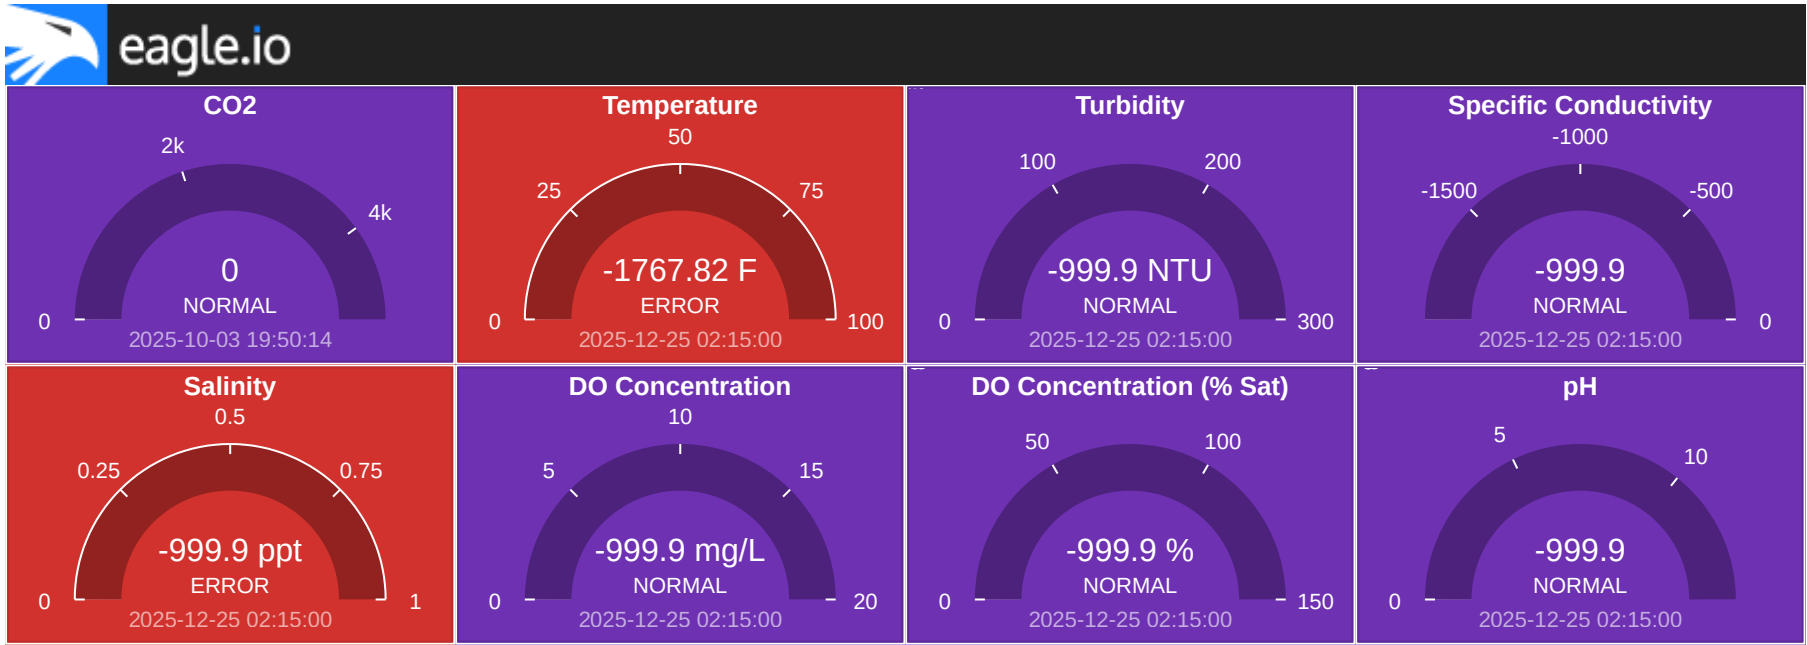 eagle.io
CO2
2k
4k
0
0
NORMAL
2025-10-03 19:50:14
Temperature
50
25
75
-1767.82 F
ERROR
0
100
2025-12-25 02:15:00
Turbidity
100
200
-999.9 NTU
NORMAL
0
300
2025-12-25 02:15:00
Specific Conductivity
-1000
-1500
-500
-999.9
NORMAL
0
2025-12-25 02:15:00
Salinity
0.5
0.25
0.75
-999.9 ppt
ERROR
0
1
2025-12-25 02:15:00
DO Concentration
10
5
15
-999.9 mg/L
NORMAL
0
20
2025-12-25 02:15:00
DO Concentration (% Sat)
50
100
-999.9 %
NORMAL
0
150
2025-12-25 02:15:00
pH
5
10
-999.9
NORMAL
0
2025-12-25 02:15:00